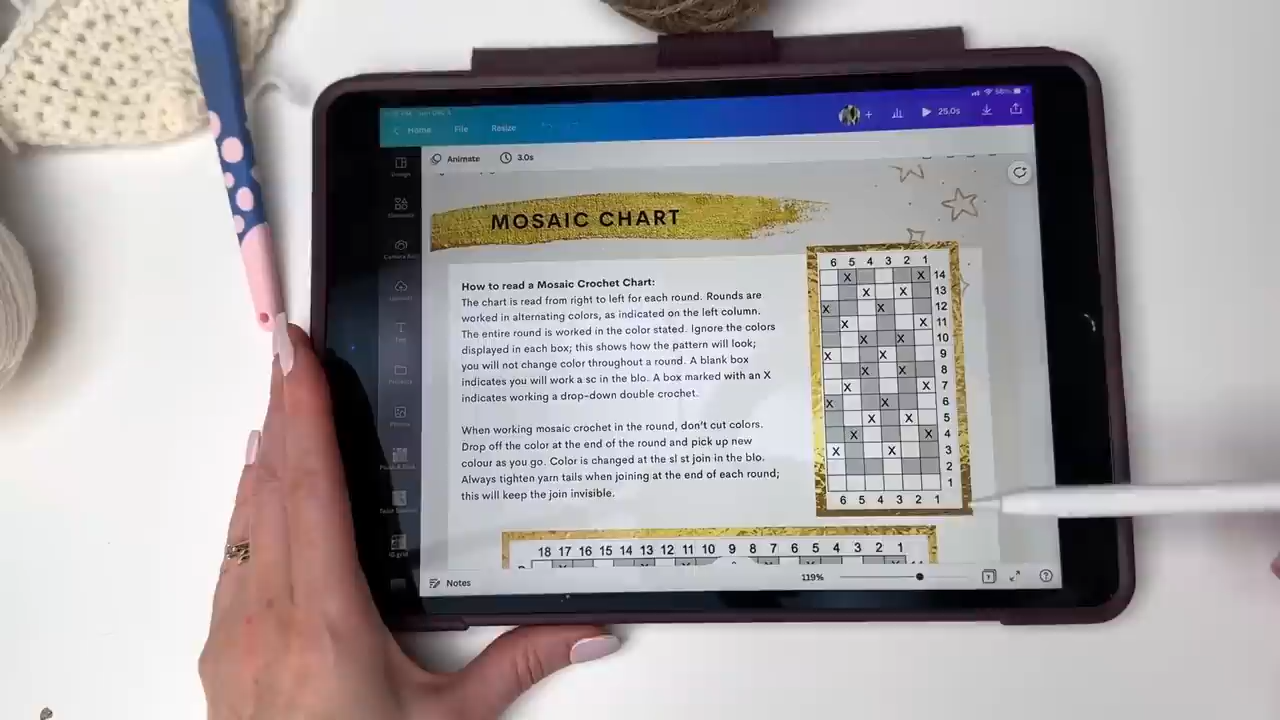 56%
Home File Resize
25.0s
Animate 3.0s
Design
Elements
Uploads
Text
Projects
Photos
MOSAIC CHART
How to read a Mosaic Crochet Chart:
The chart is read from right to left for each round. Rounds are
worked in alternating colors, as indicated on the left column.
The entire round is worked in the color stated. Ignore the colors
displayed in each box; this shows how the pattern will look;
you will not change color throughout a round. A blank box
indicates you will work a sc in the blo. A box marked with an X
indicates working a drop-down double crochet.
When working mosaic crochet in the round, don't cut colors.
Drop off the color at the end of the round and pick up new
colour as you go. Color is changed at the sl st join in the blo.
Always tighten yarn tails when joining at the end of each round;
this will keep the join invisible.
6 5 4 3 2 1
X X 14
X X 13
X X 12
X X 11
X X 10
X X 9
X X 8
X X 7
X X 6
X X 5
X X 4
X X 3
2
1
6 5 4 3 2 1
18 17 16 15 14 13 12 11 10 9 8 7 6 5 4 3 2 1
Notes
119%